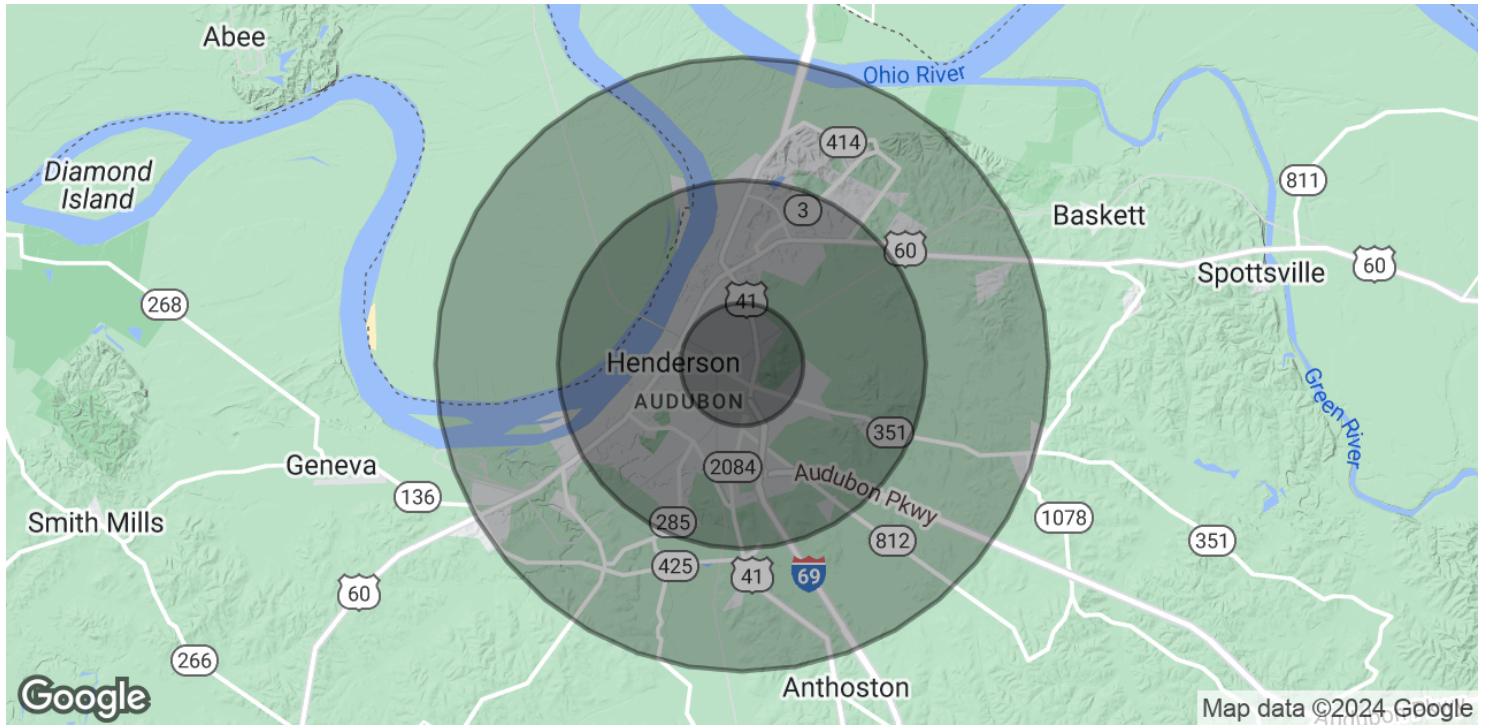 Abee
Ohio River
414
Diamond
Island
811
3
Baskett
60
Spottsville
60
268
41
Henderson
AUDUBON
Green River
351
Geneva
2084
136
Audubon Pkwy
Smith Mills
285
1078
812
351
425
41
69
60
266
Anthoston
Google
Map data ©2024 Google